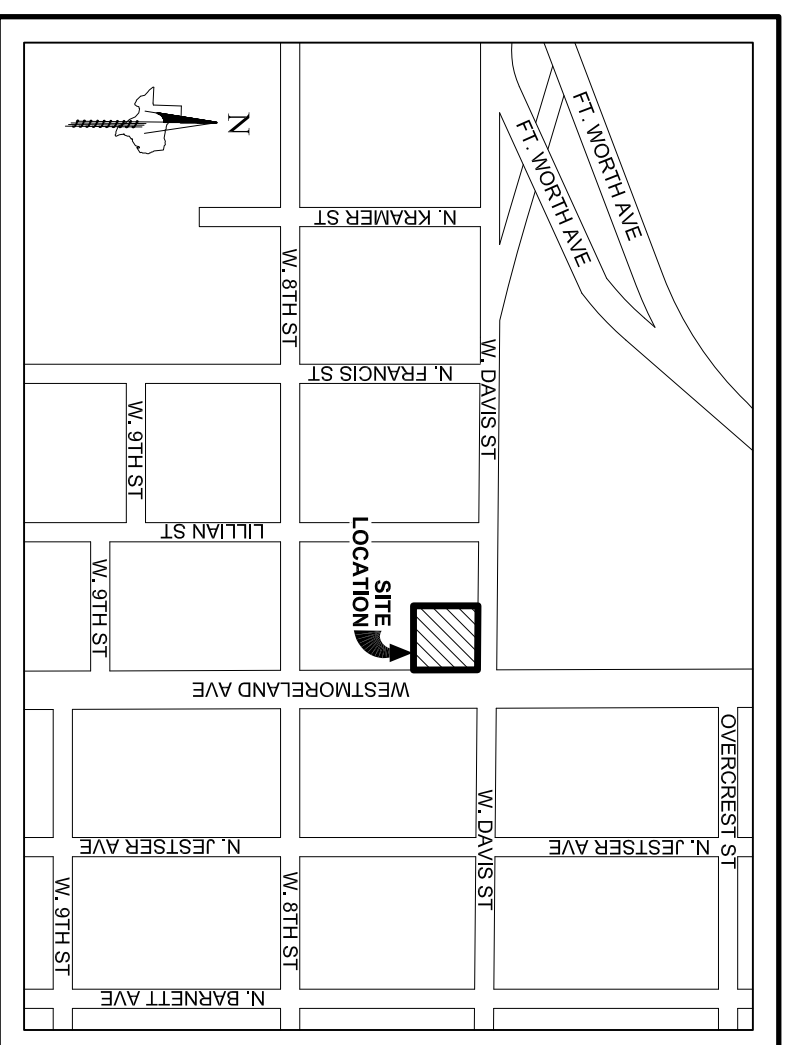 N
FT. WORTH AVE
FT. WORTH AVE
OVERCREST ST
N. JESTSER AVE
W. DAVIS ST
W. DAVIS ST
N. KRAMER ST
N. FRANCIS ST
LILLIAN ST
SITE
LOCATION
WESTMORELAND AVE
N. JESTSER AVE
N. BARNETT AVE
W. 8TH ST
W. 8TH ST
W. 9TH ST
W. 9TH ST
W. 9TH ST